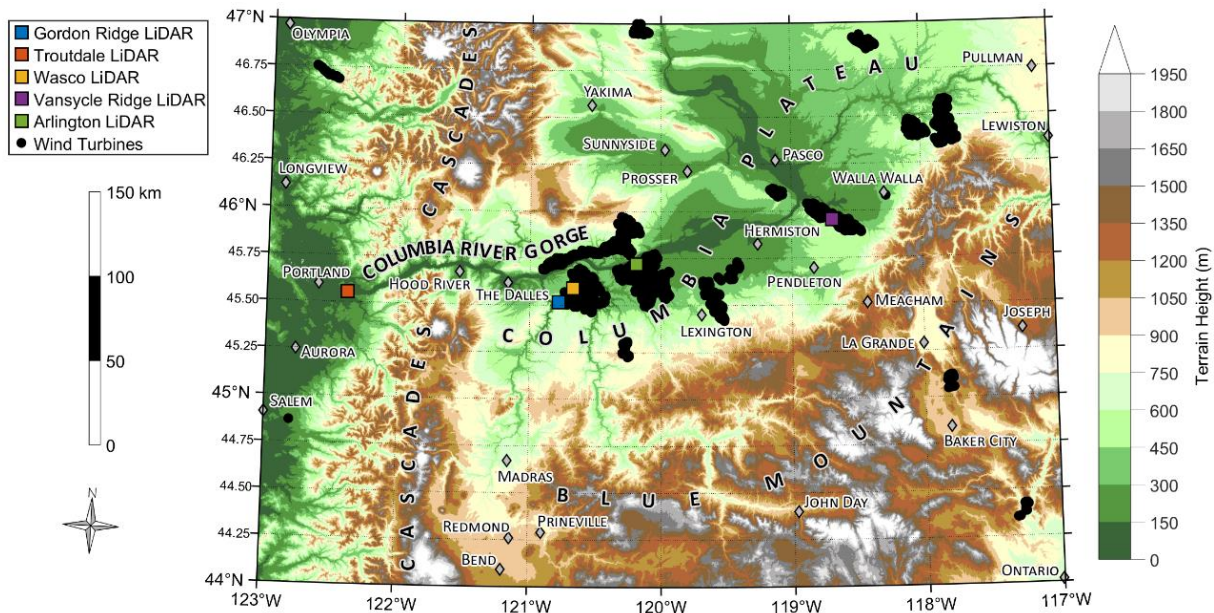 Gordon Ridge LiDAR
Troutdale LiDAR
Wasco LiDAR
Vansycle Ridge LiDAR
Arlington LiDAR
Wind Turbines
150 km
100
50
0
N
47°N
46.75
46.50
46.25
46°N
45.75
45.50
45.25
45°N
44.75
44.50
44.25
44°N
123°W
122°W
121°W
120°W
119°W
118°W
117°W
OLYMPIA
PULLMAN
YAKIMA
LEWISTON
SUNNYSIDE
PASCO
LONGVIEW
PROSSER
WALLA WALLA
HERMISTON
PORTLAND
HOOD RIVER
THE DALLES
PENDLETON
LEXINGTON
MEACHAM
JOSEPH
AURORA
LA GRANDE
SALEM
BAKER CITY
MADRAS
JOHN DAY
REDMOND
PRINEVILLE
BEND
ONTARIO
CASCADES
CASCADES
COLUMBIA RIVER GORGE
COLUMBIA PLATEAU
BLUE MOUNTAINS
1950
1800
1650
1500
1350
1200
1050
900
750
600
450
300
150
0
Terrain Height (m)